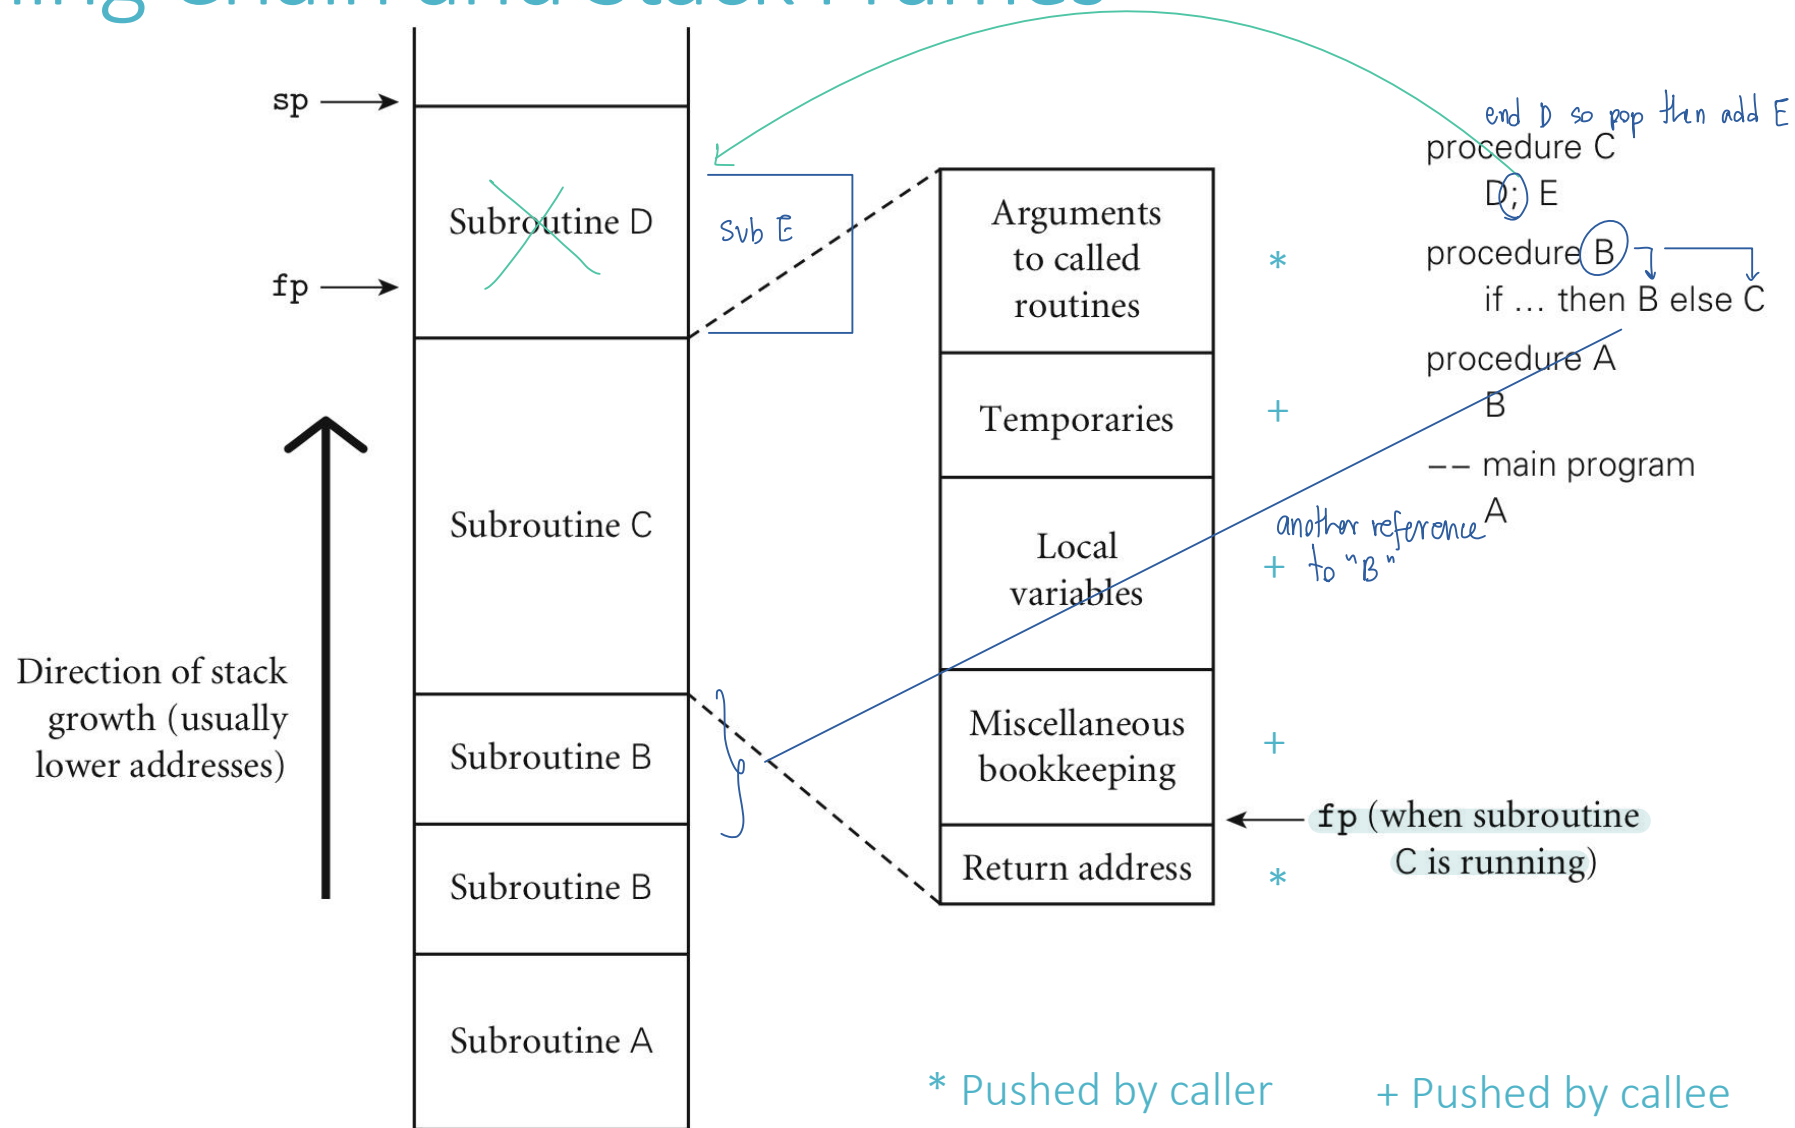 sp
Subroutine D
fp
Subroutine C
Direction of stack
growth (usually
lower addresses)
Subroutine B
Subroutine B
Subroutine A
Sub E
Arguments
to called
routines
*
Temporaries
+
Local
variables
+
Miscellaneous
bookkeeping
+
Return address
*
fp (when subroutine
C is running)
end D so pop then add E
procedure C
D; E
procedure B
if ... then B else C
procedure A
B
-- main program
A
another reference
to "B"
* Pushed by caller
+ Pushed by callee